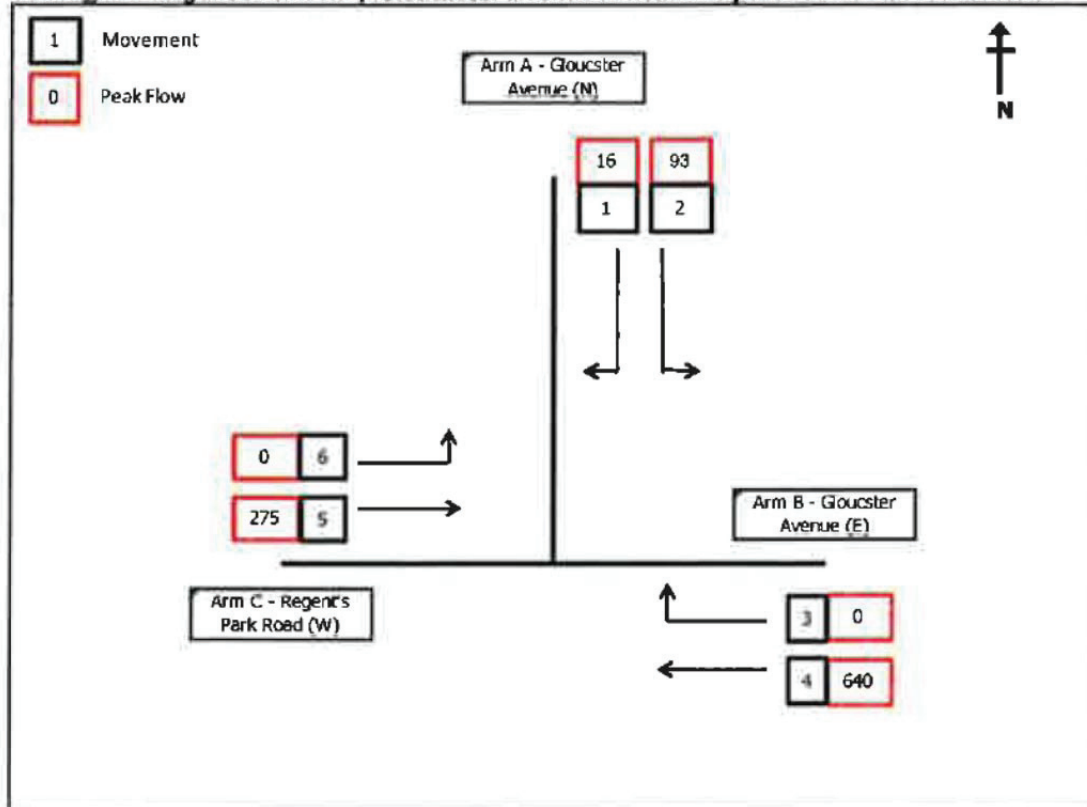 1 Movement
0 Peak Flow
Arm A - Gloucster
Avenue (N)
N
16 93
1 2
0 6
275 5
Arm B - Gloucster
Avenue (E)
Arm C - Regent's
Park Road (W)
3 0
4 640